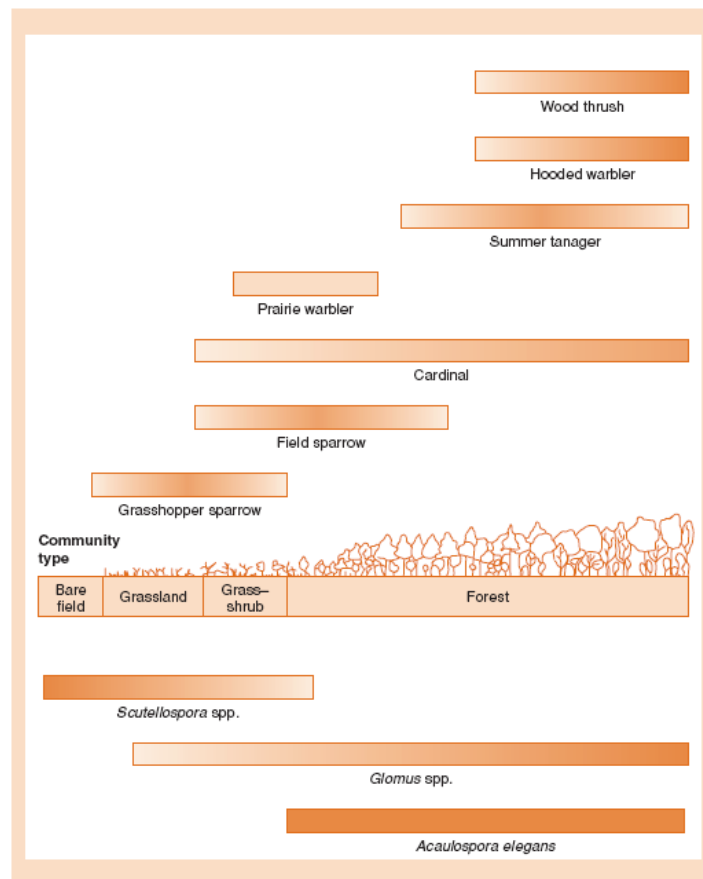 Wood thrush
Hooded warbler
Summer tanager
Prairie warbler
Cardinal
Field sparrow
Grasshopper sparrow
Community
type
Bare
field
Grassland
Grass–
shrub
Forest
Scutellospora spp.
Glomus spp.
Acaulospora elegans